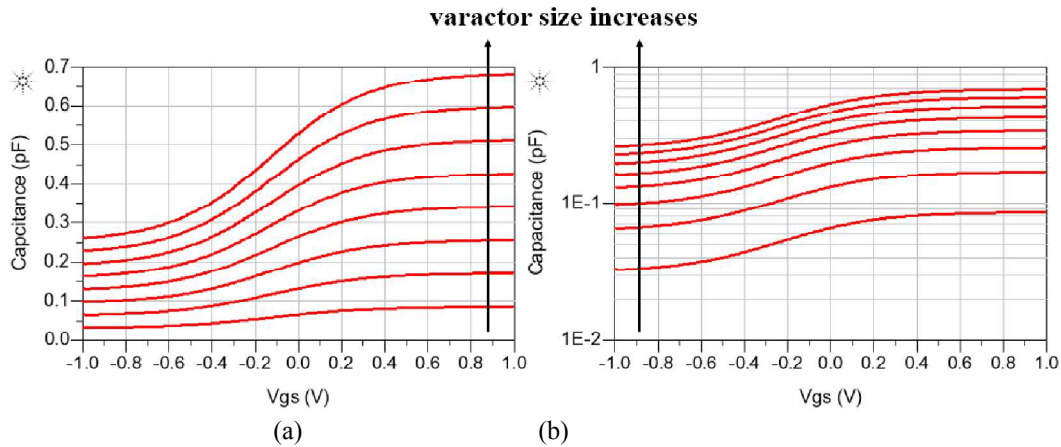 varactor size increases
0.7
0.6
0.5
0.4
0.3
0.2
0.1
0.0
Capcitance (pF)
-1.0 -0.8 -0.6 -0.4 -0.2 0.0 0.2 0.4 0.6 0.8 1.0
Vgs (V)
(a)
1
1E-1
1E-2
Capacitance (pF)
-1.0 -0.8 -0.6 -0.4 -0.2 0.0 0.2 0.4 0.6 0.8 1.0
Vgs (V)
(b)